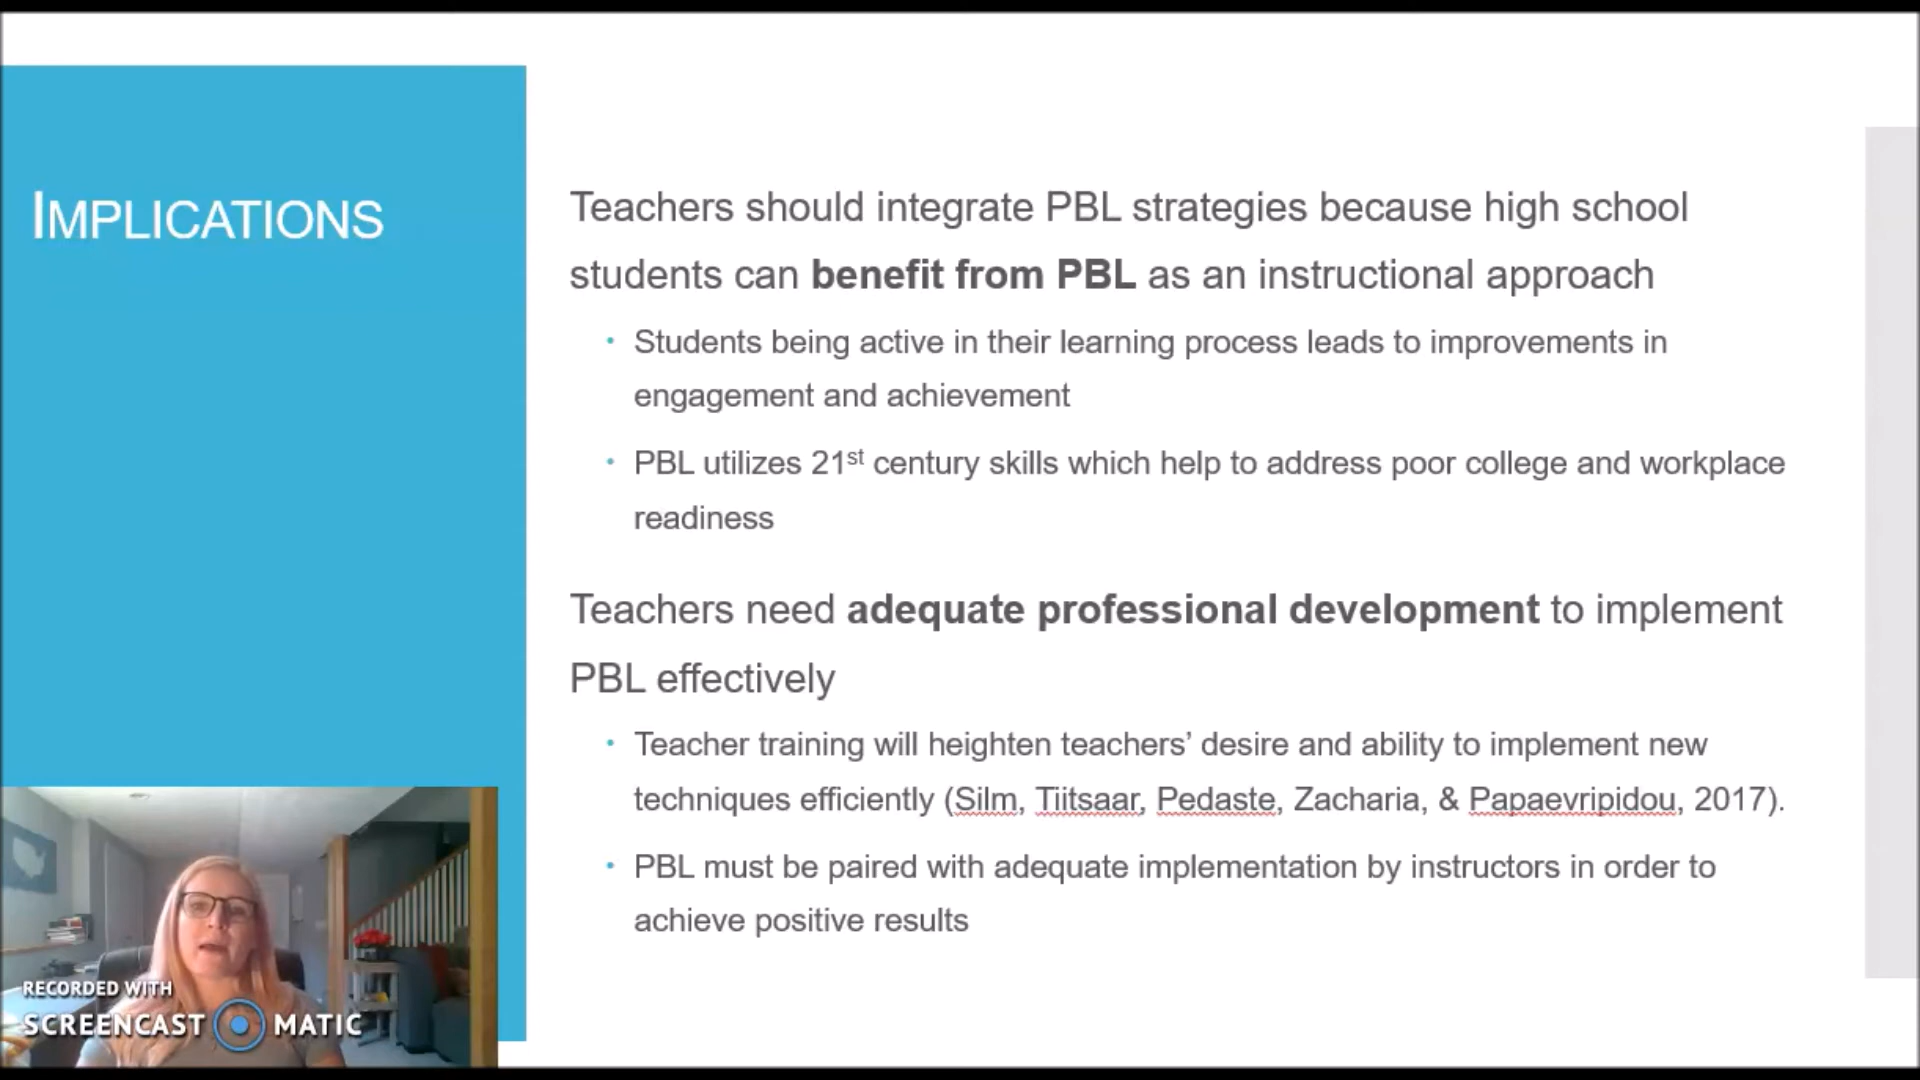 IMPLICATIONS
Teachers should integrate PBL strategies because high school
students can benefit from PBL as an instructional approach
• Students being active in their learning process leads to improvements in
engagement and achievement
• PBL utilizes 21st century skills which help to address poor college and workplace
readiness
Teachers need adequate professional development to implement
PBL effectively
• Teacher training will heighten teachers’ desire and ability to implement new
techniques efficiently (Silm, Tiitsaar, Pedaste, Zacharia, & Papaevripidou, 2017).
• PBL must be paired with adequate implementation by instructors in order to
achieve positive results
RECORDED WITH
SCREENCAST MATIC